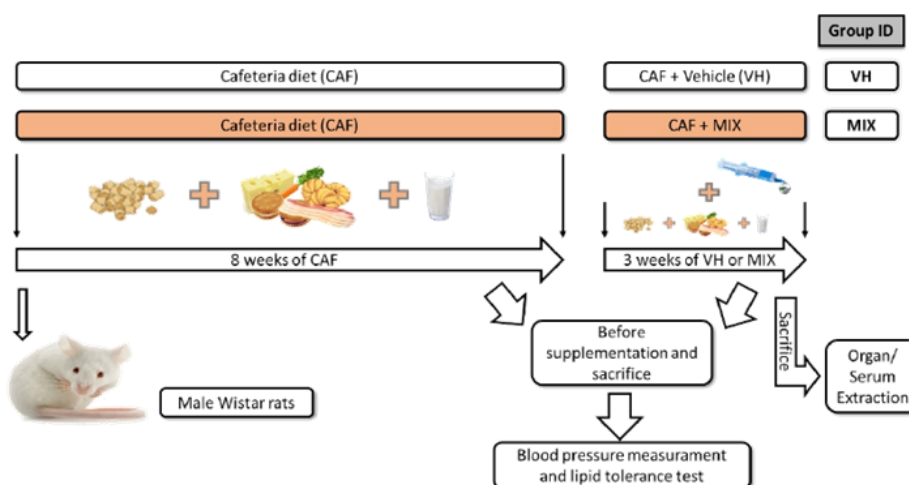 Group ID
Cafeteria diet (CAF)
CAF + Vehicle (VH)
VH
Cafeteria diet (CAF)
CAF + MIX
MIX
8 weeks of CAF
3 weeks of VH or MIX
Male Wistar rats
Before
supplementation and
sacrifice
Sacrifice
Organ/
Serum
Extraction
Blood pressure measurament
and lipid tolerance test